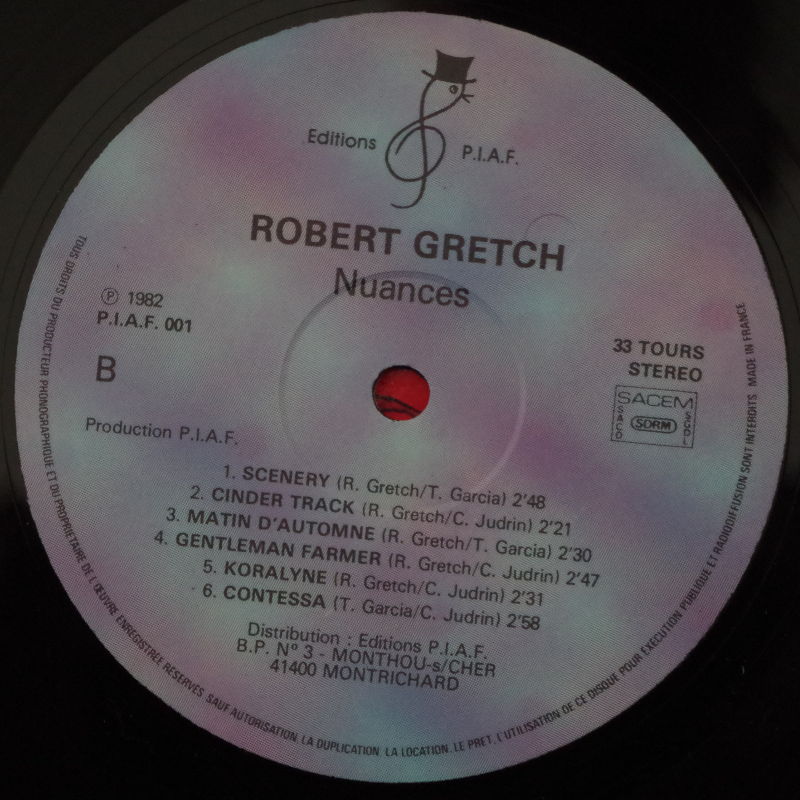 Editions P.I.A.F.
ROBERT GRETCH
Nuances
℗ 1982
P.I.A.F. 001
B
33 TOURS
STEREO
SACEM
SACD SDRM SGDL
Production P.I.A.F.
1. SCENERY (R. Gretch/T. Garcia) 2'48
2. CINDER TRACK (R. Gretch/C. Judrin) 2'21
3. MATIN D'AUTOMNE (R. Gretch/T. Garcia) 2'30
4. GENTLEMAN FARMER (R. Gretch/C. Judrin) 2'47
5. KORALYNE (R. Gretch/C. Judrin) 2'31
6. CONTESSA (T. Garcia/C. Judrin) 2'58
Distribution : Editions P.I.A.F.
B.P. N° 3 - MONTHOU-s/CHER
41400 MONTRICHARD
TOUS DROITS DU PRODUCTEUR PHONOGRAPHIQUE ET DU PROPRIETAIRE DE L'ŒUVRE ENREGISTREE RESERVES. SAUF AUTORISATION, LA DUPLICATION, LA LOCATION, LE PRET, L'UTILISATION DE CE DISQUE POUR EXECUTION PUBLIQUE ET RADIODIFFUSION SONT INTERDITS MADE IN FRANCE